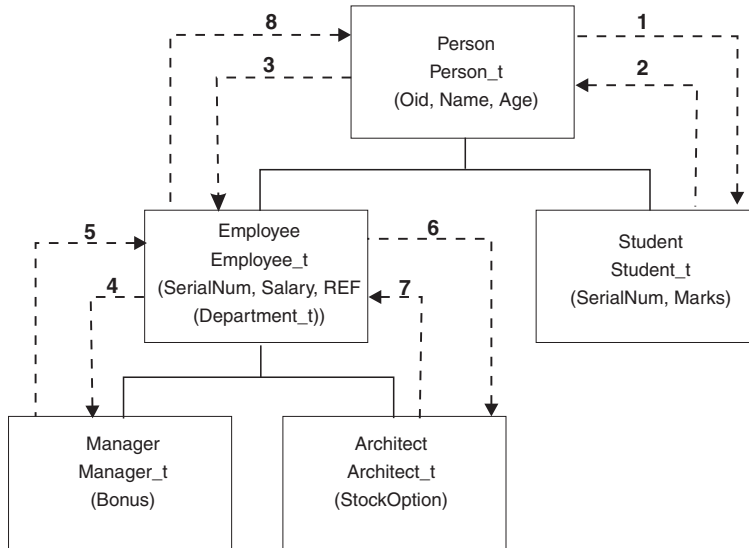 8
1
3
2
Person
Person_t
(Oid, Name, Age)
5
4
Employee
Employee_t
(SerialNum, Salary, REF
(Department_t))
6
7
Student
Student_t
(SerialNum, Marks)
Manager
Manager_t
(Bonus)
Architect
Architect_t
(StockOption)